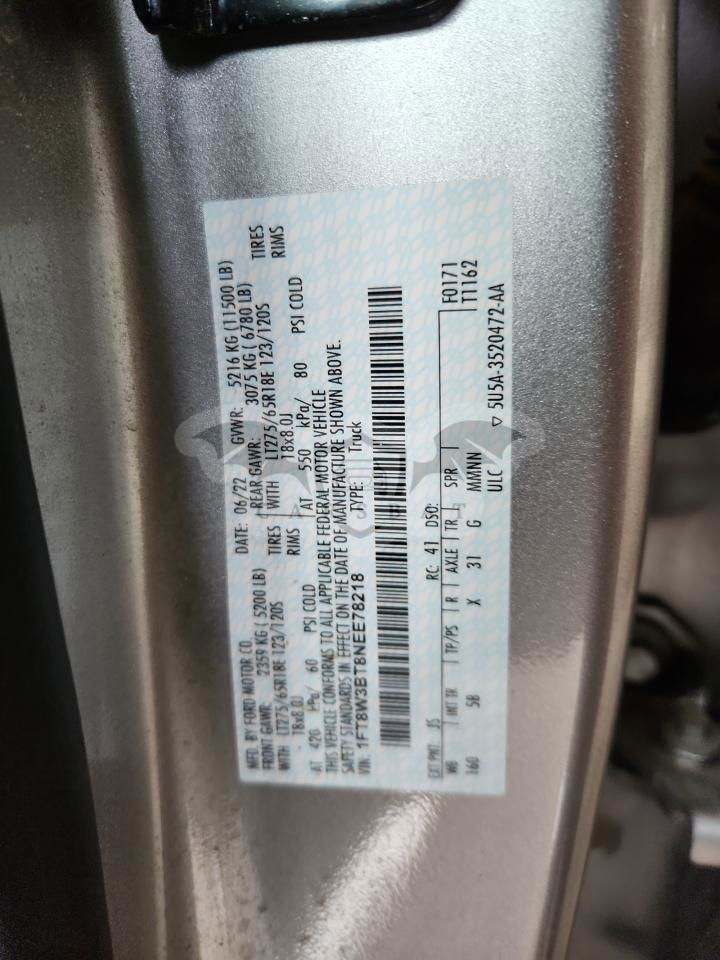 MFD. BY FORD MOTOR CO. DATE: 06/22 GVWR: 5216 KG (11500 LB)
FRONT GAWR: 2359 KG ( 5200 LB) REAR GAWR: 3075 KG ( 6780 LB)
WITH LT275/65R18E 123/120S TIRES WITH LT275/65R18E 123/120S TIRES
18x8.0J RIMS 18x8.0J RIMS
AT 420 kPa/ 60 PSI COLD AT 550 kPa/ 80 PSI COLD
THIS VEHICLE CONFORMS TO ALL APPLICABLE FEDERAL MOTOR VEHICLE
SAFETY STANDARDS IN EFFECT ON THE DATE OF MANUFACTURE SHOWN ABOVE.
VIN: 1FT8W3BT8NEE78218 TYPE: Truck
F0171
T1162
EXT PNT: JS RC: 41 DSO:
WB INT TR TP/PS R AXLE TR SPR
160 5B X 31 G MMNN
ULC ▽ 5U5A-3520472-AA